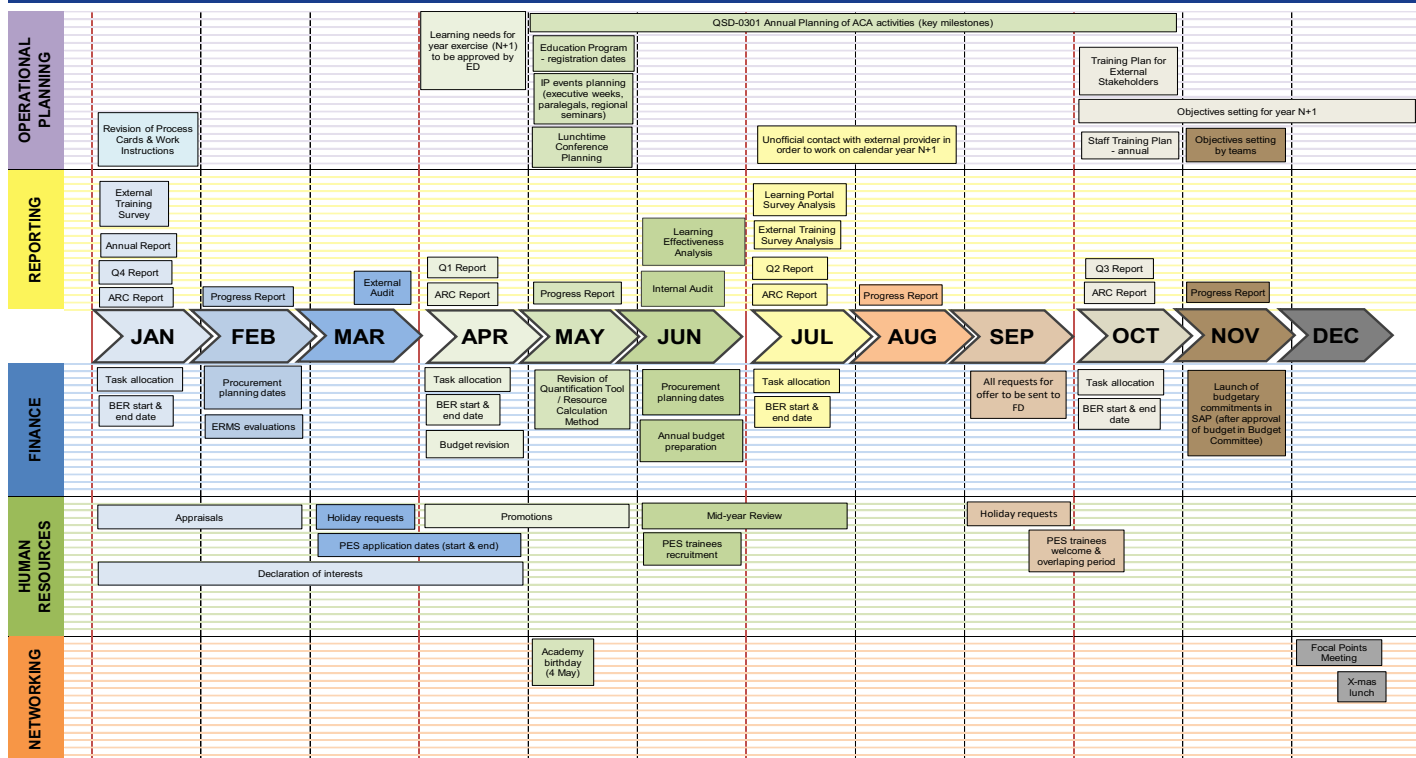 OPERATIONAL
PLANNING
QSD-0301 Annual Planning of ACA activities (key milestones)
Learning needs for
year exercise (N+1)
to be approved by
ED
Education Program
- registration dates
IP events planning
(executive weeks,
paralegals, regional
seminars)
Lunchtime
Conference
Planning
Training Plan for
External
Stakeholders
Objectives setting for year N+1
Revision of Process
Cards & Work
Instructions
Unofficial contact with external provider in
order to work on calendar year N+1
Staff Training Plan
- annual
Objectives setting
by teams
REPORTING
External
Training
Survey
Annual Report
Q4 Report
ARC Report
Progress Report
External
Audit
Q1 Report
ARC Report
Progress Report
Learning
Effectiveness
Analysis
Internal Audit
Learning Portal
Survey Analysis
External Training
Survey Analysis
Q2 Report
ARC Report
Progress Report
Q3 Report
ARC Report
Progress Report
JAN
FEB
MAR
APR
MAY
JUN
JUL
AUG
SEP
OCT
NOV
DEC
FINANCE
Task allocation
BER start &
end date
Procurement
planning dates
ERMS evaluations
Task allocation
BER start &
end date
Budget revision
Revision of
Quantification Tool
/ Resource
Calculation
Method
Procurement
planning dates
Annual budget
preparation
Task allocation
BER start &
end date
All requests for
offer to be sent to
FD
Task allocation
BER start & end
date
Launch of
budgetary
commitments in
SAP (after approval
of budget in Budget
Committee)
HUMAN
RESOURCES
Appraisals
Holiday requests
Promotions
Mid-year Review
Holiday requests
PES application dates (start & end)
PES trainees
recruitment
PES trainees
welcome &
overlaping period
Declaration of interests
NETWORKING
Academy
birthday
(4 May)
Focal Points
Meeting
X-mas
lunch